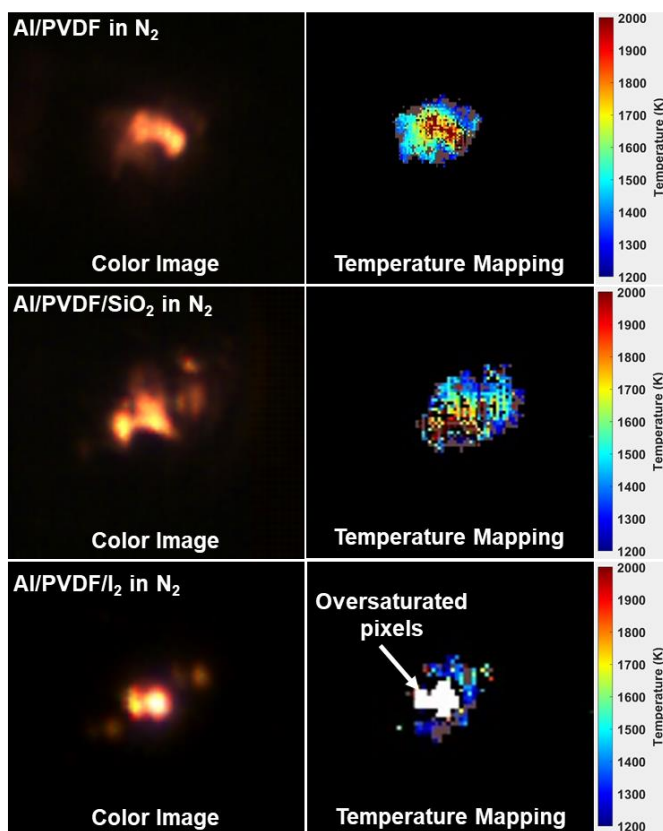 Al/PVDF in N₂
Color Image
Temperature Mapping
2000
1900
1800
1700
1600
1500
1400
1300
1200
Temperature (K)
Al/PVDF/SiO₂ in N₂
Color Image
Temperature Mapping
2000
1900
1800
1700
1600
1500
1400
1300
1200
Temperature (K)
Al/PVDF/I₂ in N₂
Oversaturated
pixels
Color Image
Temperature Mapping
2000
1900
1800
1700
1600
1500
1400
1300
1200
Temperature (K)